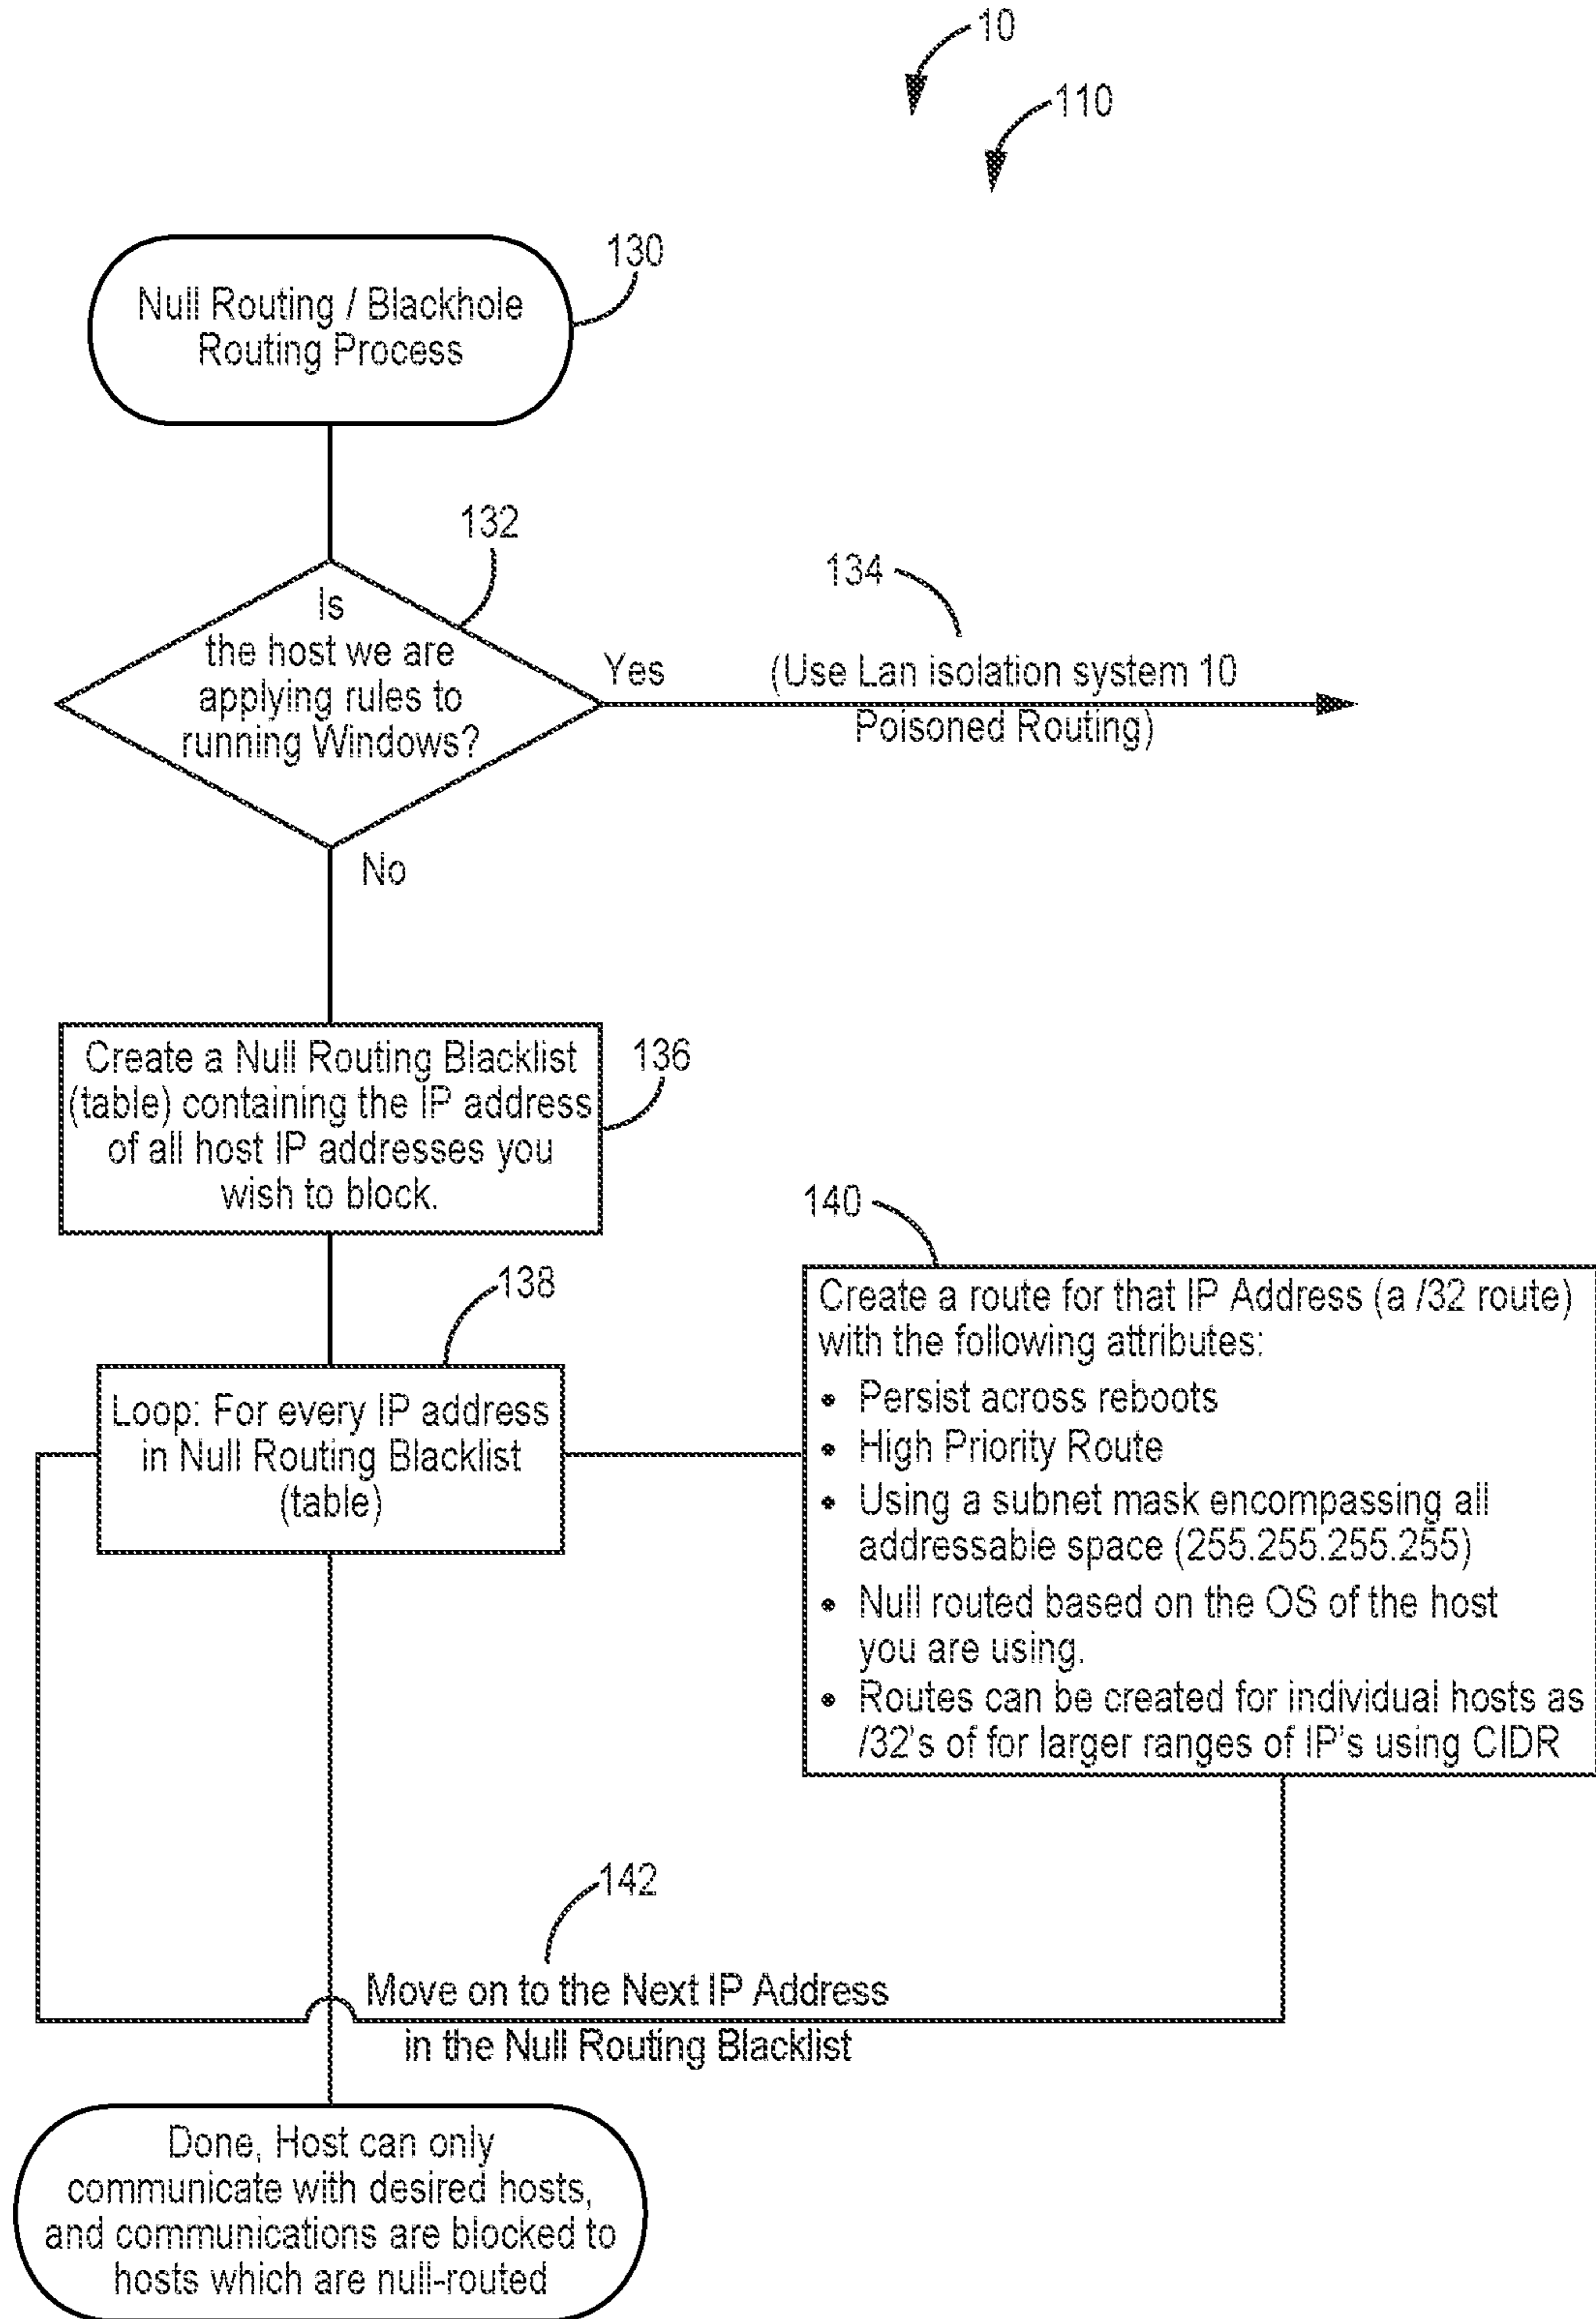 10
110
130
Null Routing / Blackhole
Routing Process
132
Is
the host we are
applying rules to
running Windows?
Yes
134
(Use Lan isolation system 10
Poisoned Routing)
No
Create a Null Routing Blacklist
(table) containing the IP address
of all host IP addresses you
wish to block.
136
138
Loop: For every IP address
in Null Routing Blacklist
(table)
140
Create a route for that IP Address (a /32 route)
with the following attributes:
• Persist across reboots
• High Priority Route
• Using a subnet mask encompassing all
addressable space (255.255.255.255)
• Null routed based on the OS of the host
you are using.
• Routes can be created for individual hosts as
/32's of for larger ranges of IP's using CIDR
142
Move on to the Next IP Address
in the Null Routing Blacklist
Done, Host can only
communicate with desired hosts,
and communications are blocked to
hosts which are null-routed